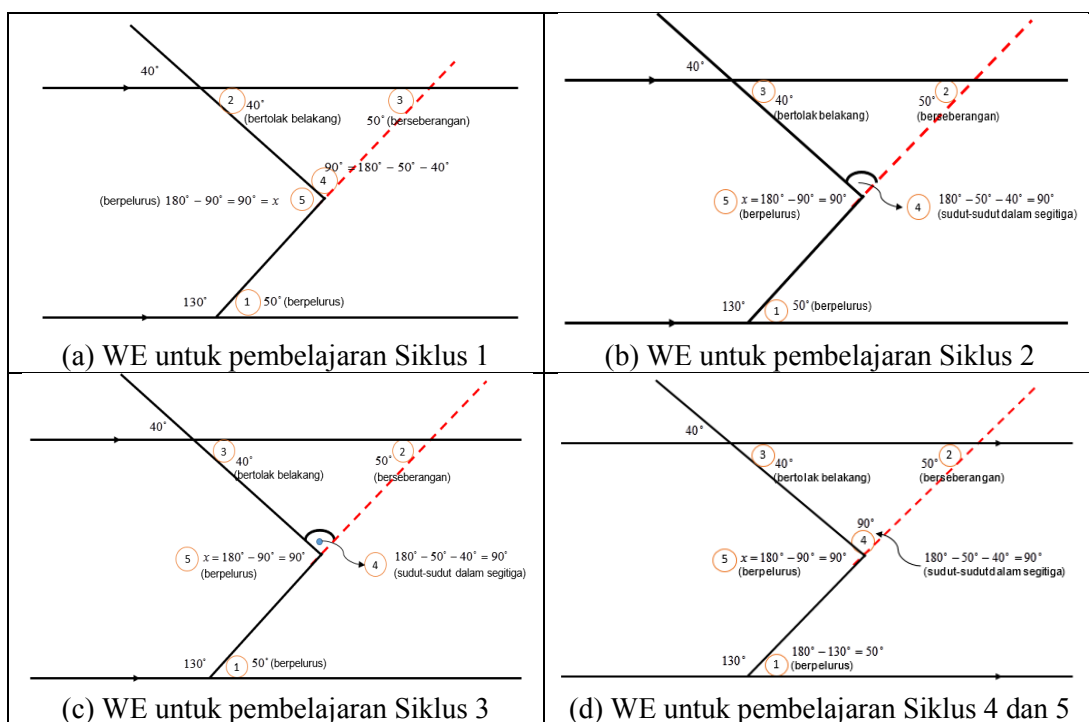 40°
2
40°
(bertolak belakang)
3
50° (berseberangan)
90° = 180° − 50° − 40°
4
(berpelurus) 180° − 90° = 90° = x
5
130°
1
50° (berpelurus)
(a) WE untuk pembelajaran Siklus 1
40°
3
40°
(bertolak belakang)
2
50°
(berseberangan)
5
x = 180° − 90° = 90°
(berpelurus)
4
180° − 50° − 40° = 90°
(sudut-sudut dalam segitiga)
130°
1
50° (berpelurus)
(b) WE untuk pembelajaran Siklus 2
40°
3
40°
(bertolak belakang)
2
50°
(berseberangan)
5
x = 180° − 90° = 90°
(berpelurus)
4
180° − 50° − 40° = 90°
(sudut-sudut dalam segitiga)
130°
1
50° (berpelurus)
(c) WE untuk pembelajaran Siklus 3
40°
3
40°
(bertolak belakang)
2
50°
(berseberangan)
90°
4
5
x = 180° − 90° = 90°
(berpelurus)
180° − 50° − 40° = 90°
(sudut-sudut dalam segitiga)
130°
1
180° − 130° = 50°
(berpelurus)
(d) WE untuk pembelajaran Siklus 4 dan 5